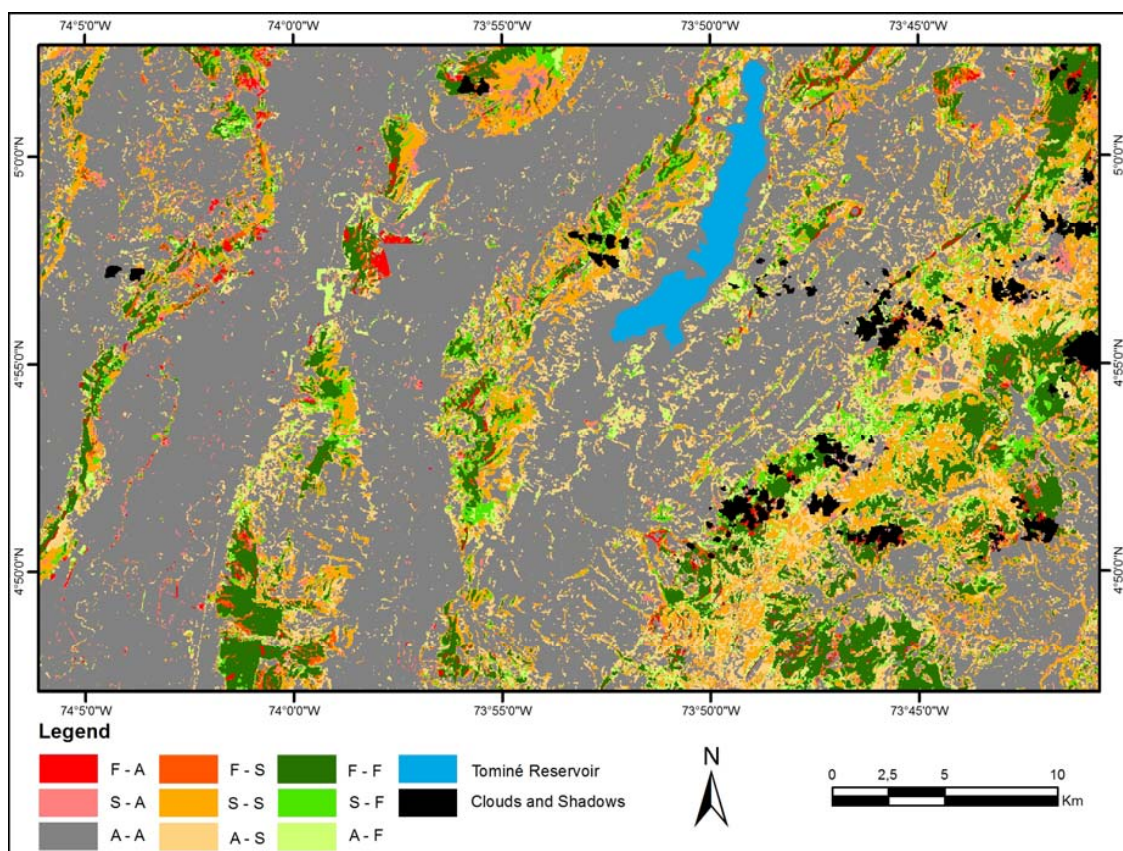 74°5'0"W 74°0'0"W 73°55'0"W 73°50'0"W 73°45'0"W
5°0'0"N 5°0'0"N
4°55'0"N 4°55'0"N
4°50'0"N 4°50'0"N
74°5'0"W 74°0'0"W 73°55'0"W 73°50'0"W 73°45'0"W
Legend
F - A F - S F - F Tominé Reservoir
S - A S - S S - F Clouds and Shadows
A - A A - S A - F
N
0 2,5 5 10
Km